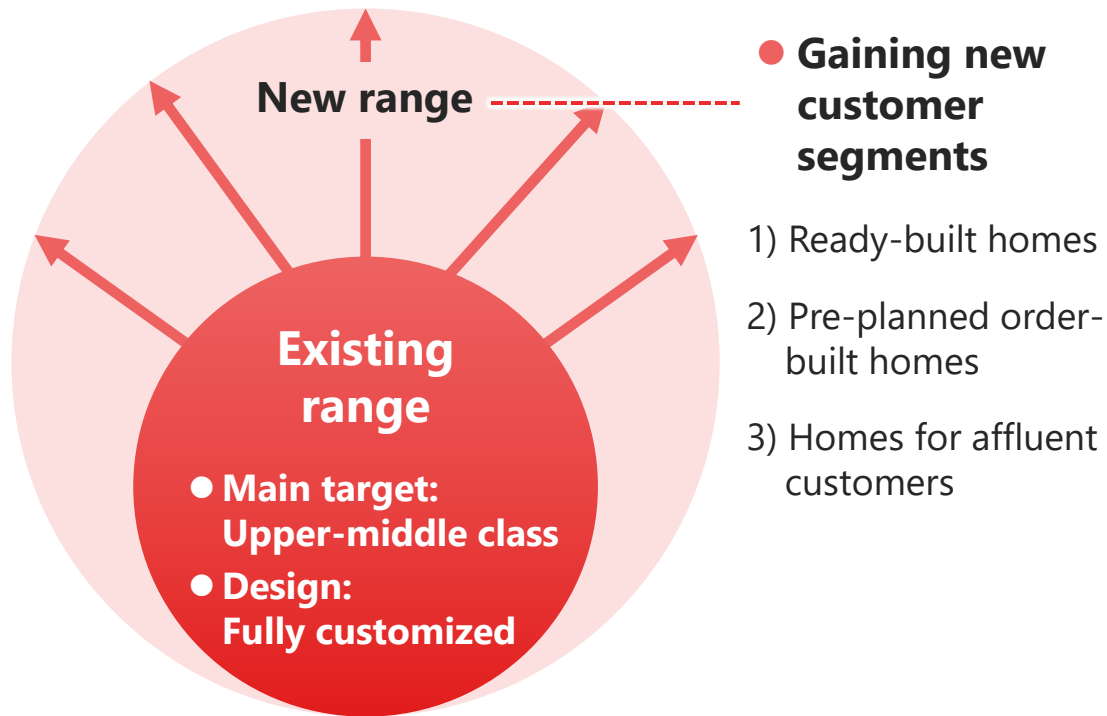 New range
Existing
range
● Main target:
Upper-middle class
● Design:
Fully customized
● Gaining new
customer
segments
1) Ready-built homes
2) Pre-planned order-
built homes
3) Homes for affluent
customers